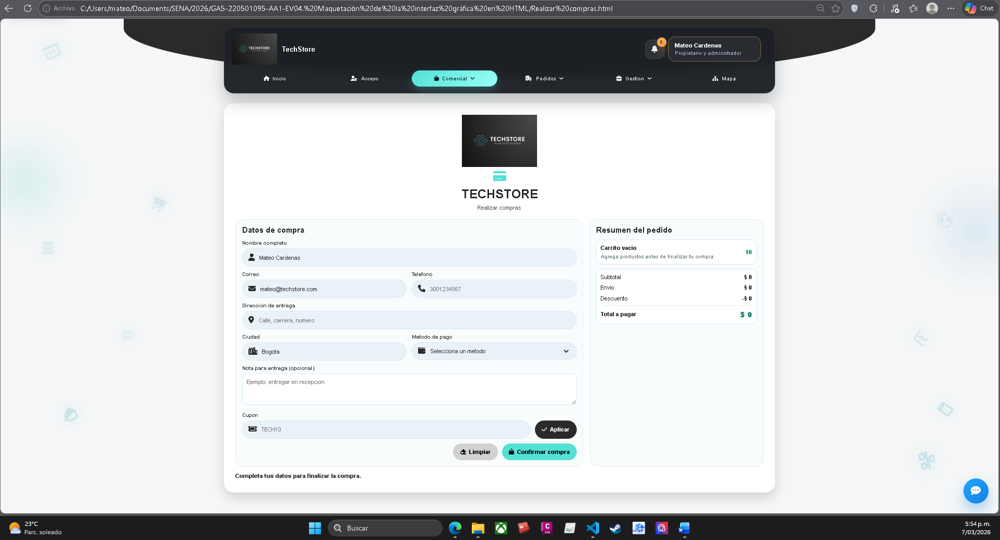 Archivo
C:/Users/mateo/Documents/SENA/2026/GA5-220501095-AA1-EV04.%20Maquetación%20de%20la%20interfaz%20gráfica%20en%20HTML/Realizar%20compras.html
Chat
TECHSTORE
TechStore
6
Mateo Cardenas
Propietario y administrador
Inicio
Acceso
Comercial
Pedidos
Gestion
Mapa
TECHSTORE
TECHSTORE
Realizar compras
Datos de compra
Nombre completo
Mateo Cardenas
Correo
Telefono
mateo@techstore.com
3001234567
Direccion de entrega
Calle, carrera, numero
Ciudad
Metodo de pago
Bogota
Selecciona un metodo
Nota para entrega (opcional)
Ejemplo: entregar en recepcion
Cupon
TECH10
Aplicar
Limpiar
Confirmar compra
Completa tus datos para finalizar la compra.
Resumen del pedido
Carrito vacio
Agrega productos antes de finalizar tu compra.
$0
Subtotal $ 0
Envio $ 0
Descuento -$ 0
Total a pagar $ 0
23°C
Parc. soleado
Buscar
5:54 p. m.
7/03/2026